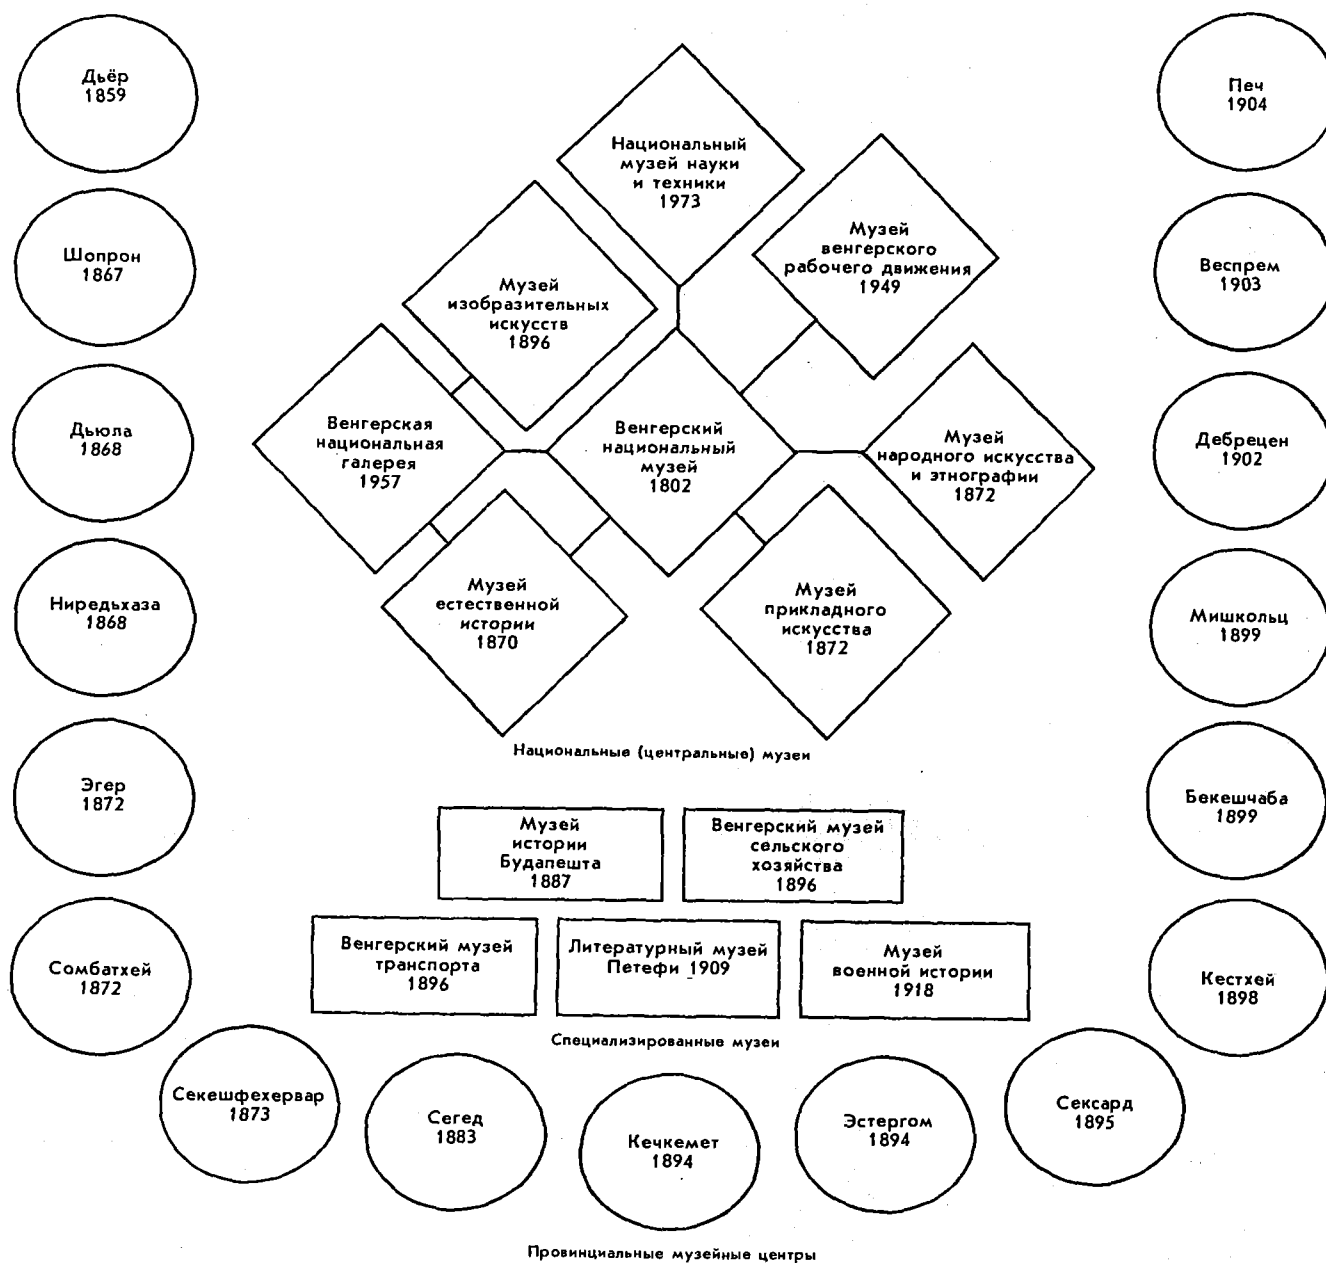 Дьёр
1859
Шопрон
1867
Дьюла
1868
Ниредьхаза
1868
Эгер
1872
Сомбатхей
1872
Секешфехервар
1873
Сегед
1883
Кечкемет
1894
Эстергом
1894
Сексард
1895
Кестхей
1898
Бекешчаба
1899
Мишкольц
1899
Дебрецен
1902
Веспрем
1903
Печ
1904
Провинциальные музейные центры
Национальный
музей науки
и техники
1973
Музей
венгерского
рабочего движения
1949
Музей
изобразительных
искусств
1896
Венгерская
национальная
галерея
1957
Венгерский
национальный
музей
1802
Музей
народного искусства
и этнографии
1872
Музей
естественной
истории
1870
Музей
прикладного
искусства
1872
Национальные (центральные) музеи
Музей
истории
Будапешта
1887
Венгерский музей
сельского
хозяйства
1896
Венгерский музей
транспорта
1896
Литературный музей
Петефи 1909
Музей
военной истории
1918
Специализированные музеи